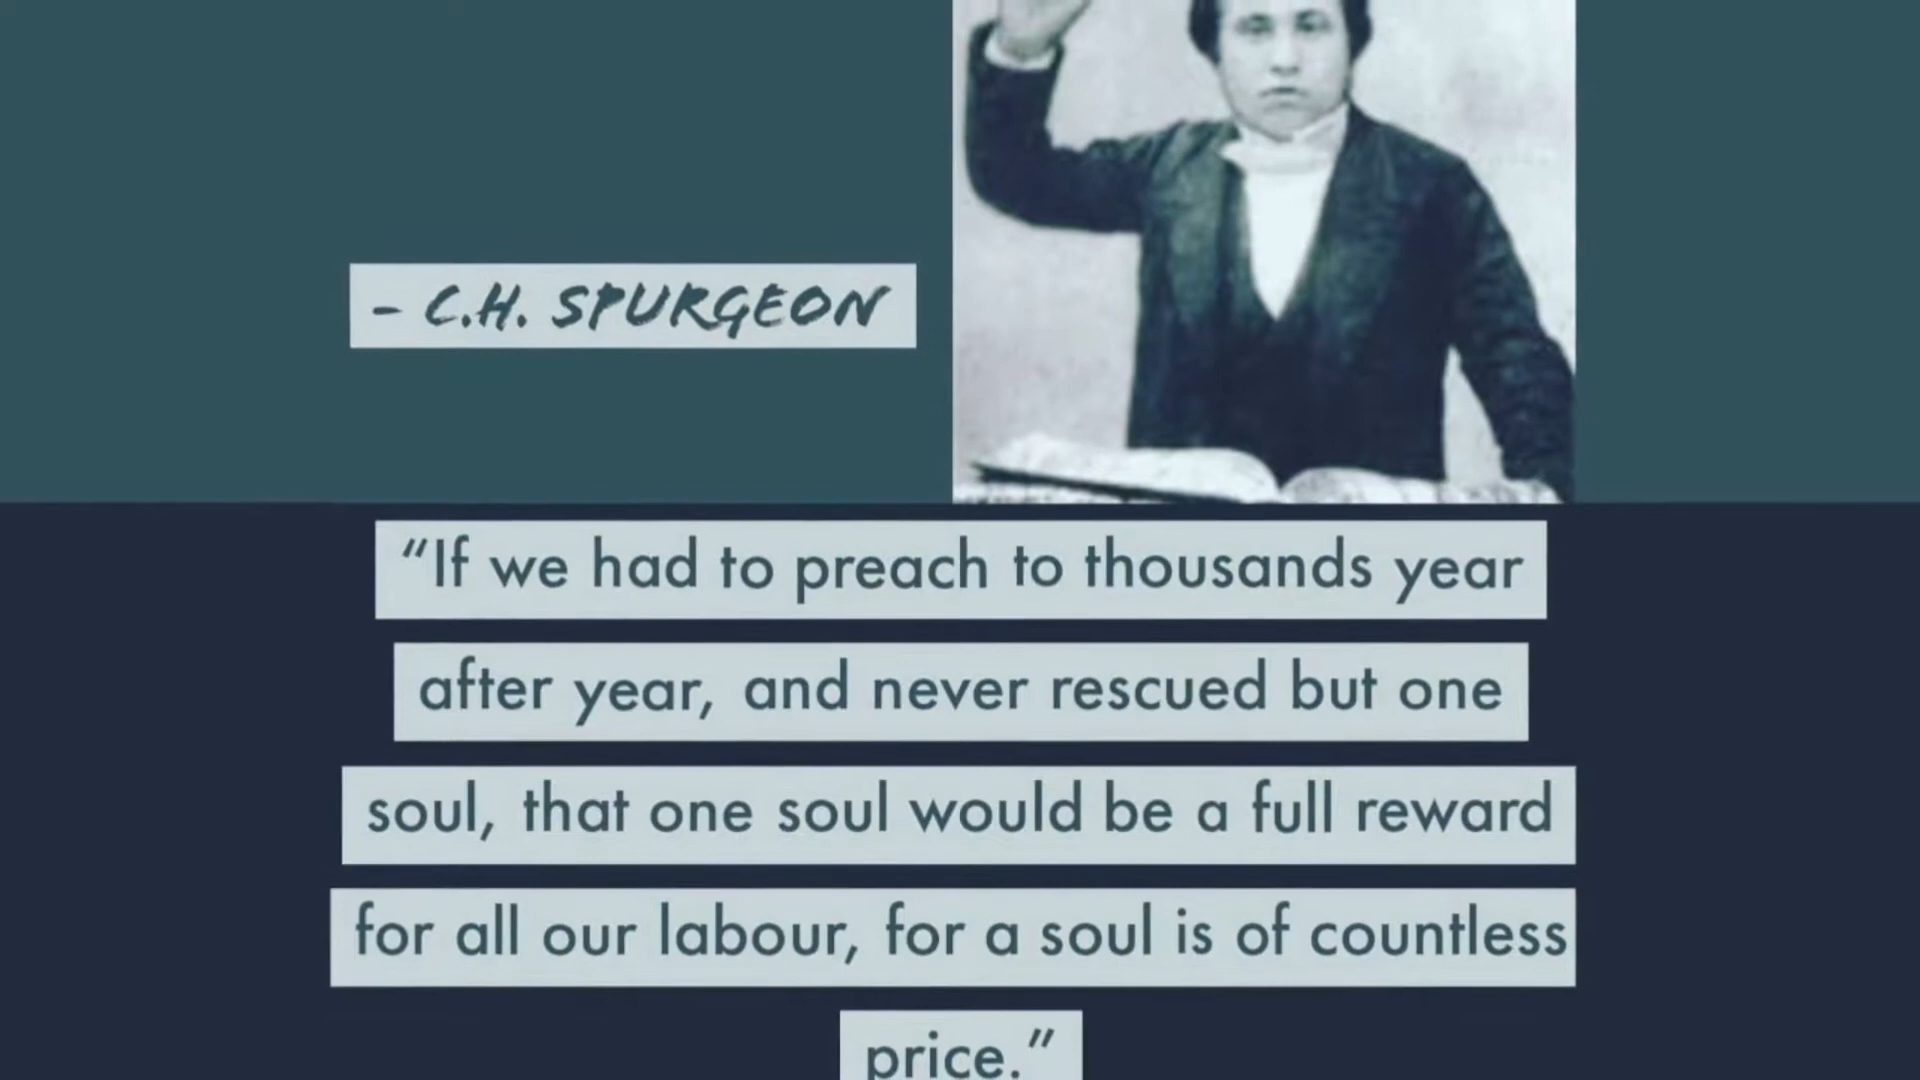 - C.H. SPURGEON
“If we had to preach to thousands year
after year, and never rescued but one
soul, that one soul would be a full reward
for all our labour, for a soul is of countless
price.”